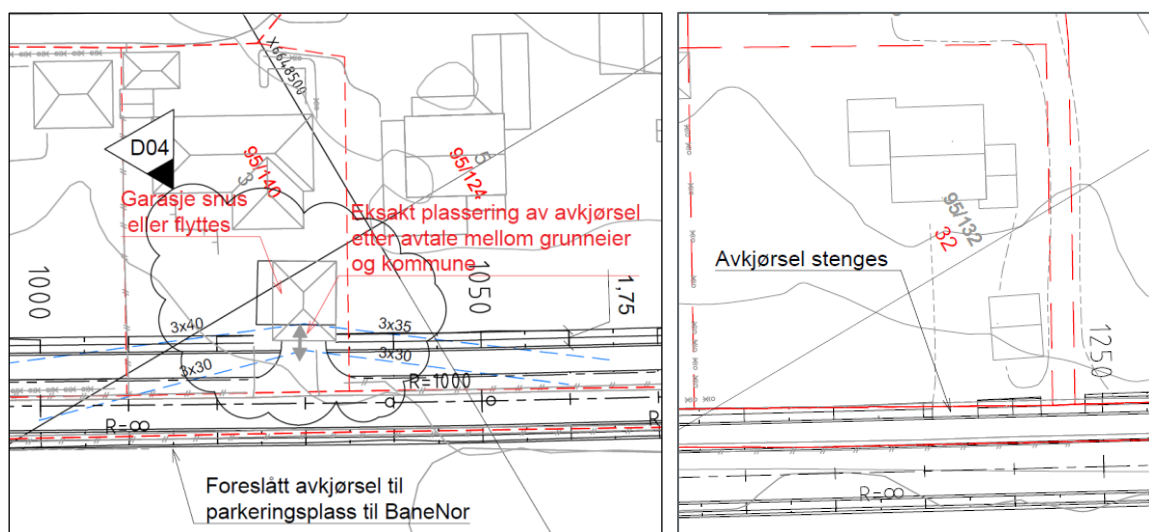 X6648500
D04
95/140
3
95/124
5
Garasje snus
eller flyttes
Eksakt plassering av avkjørsel
etter avtale mellom grunneier
og kommune
1000
1050
1,75
3x40
3x35
3x30
3x30
R=1000
R=∞
Foreslått avkjørsel til
parkeringsplass til BaneNor
95/132
32
Avkjørsel stenges
1250
R=∞
R